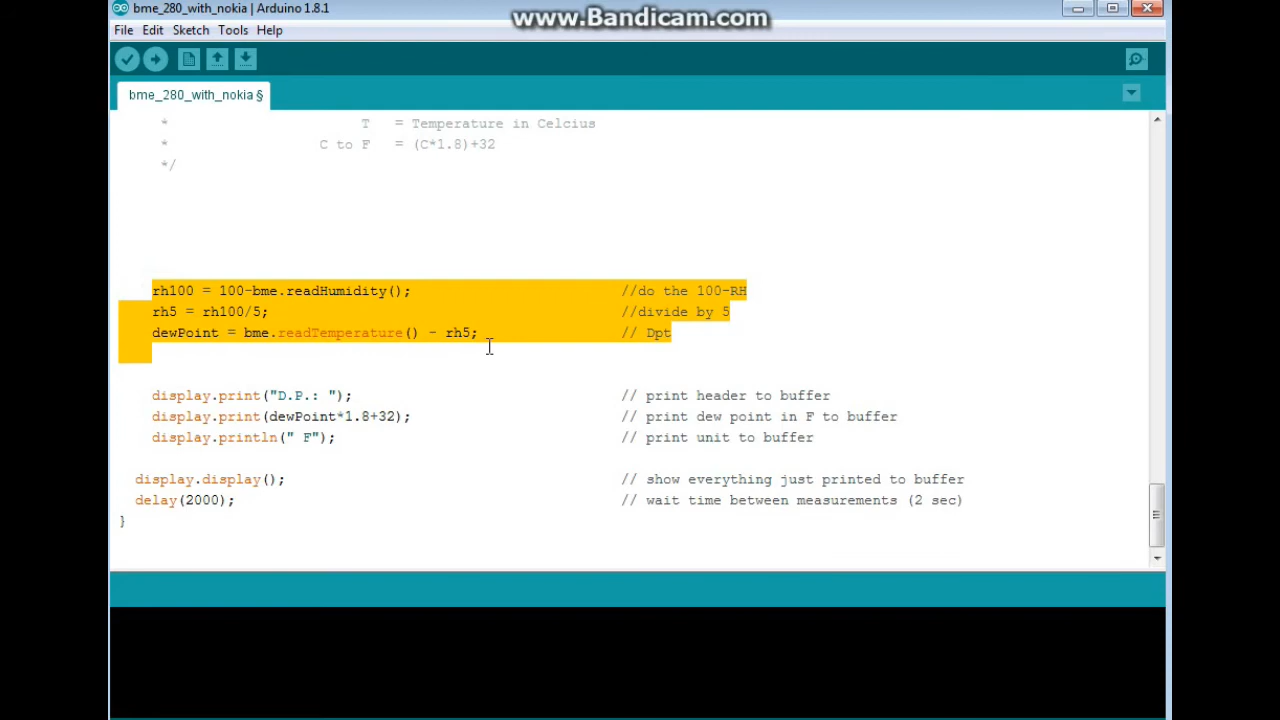 bme_280_with_nokia | Arduino 1.8.1
www.Bandicam.com
File Edit Sketch Tools Help
bme_280_with_nokia §
* T = Temperature in Celcius
* C to F = (C*1.8)+32
*/
rh100 = 100-bme.readHumidity(); //do the 100-RH
rh5 = rh100/5; //divide by 5
dewPoint = bme.readTemperature() - rh5; // Dpt
display.print("D.P.: "); // print header to buffer
display.print(dewPoint*1.8+32); // print dew point in F to buffer
display.println(" F"); // print unit to buffer
display.display(); // show everything just printed to buffer
delay(2000); // wait time between measurements (2 sec)
}